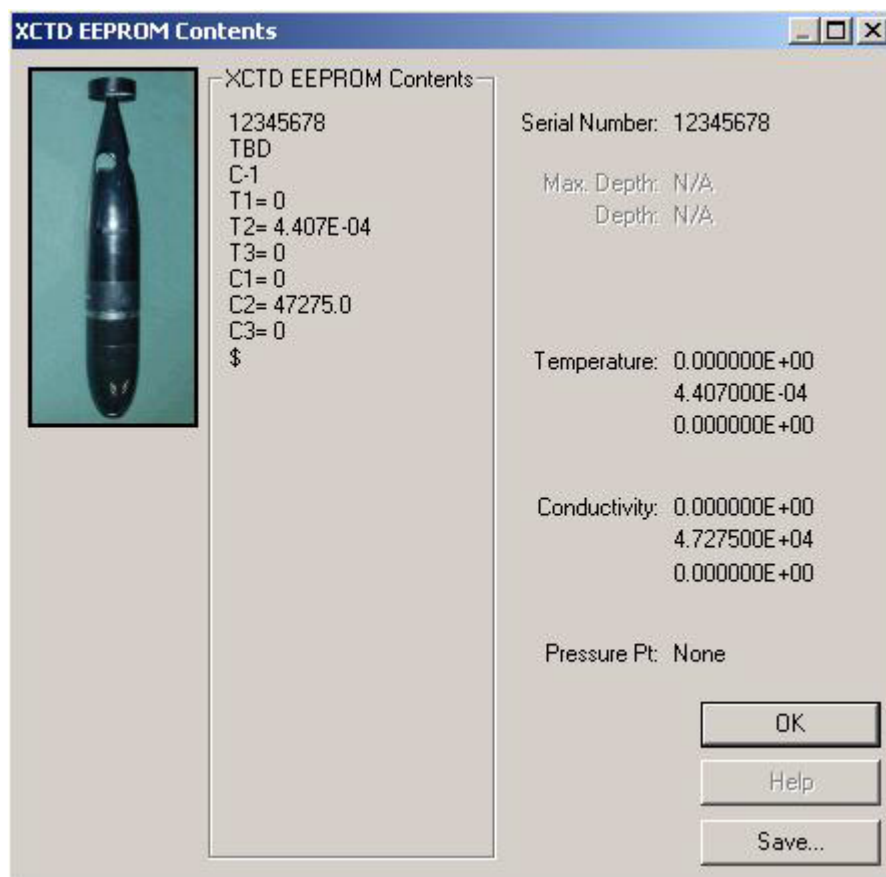 XCTD EEPROM Contents
XCTD EEPROM Contents
12345678
TBD
C-1
T1= 0
T2= 4.407E-04
T3= 0
C1= 0
C2= 47275.0
C3= 0
$
Serial Number: 12345678
Max. Depth: N/A
Depth: N/A
Temperature: 0.000000E+00
4.407000E-04
0.000000E+00
Conductivity: 0.000000E+00
4.727500E+04
0.000000E+00
Pressure Pt: None
OK
Help
Save...